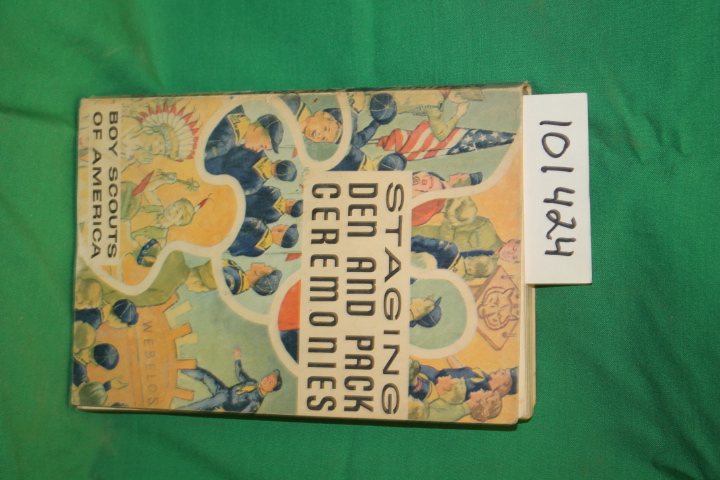 STAGING
DEN AND PACK
CEREMONIES
WEBELOS
BOY SCOUTS
OF AMERICA
101424